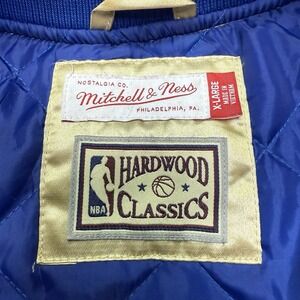 NOSTALGIA CO.
Mitchell & Ness
PHILADELPHIA, PA.
X-LARGE
MADE IN
VIETNAM
HARDWOOD
CLASSICS
NBA